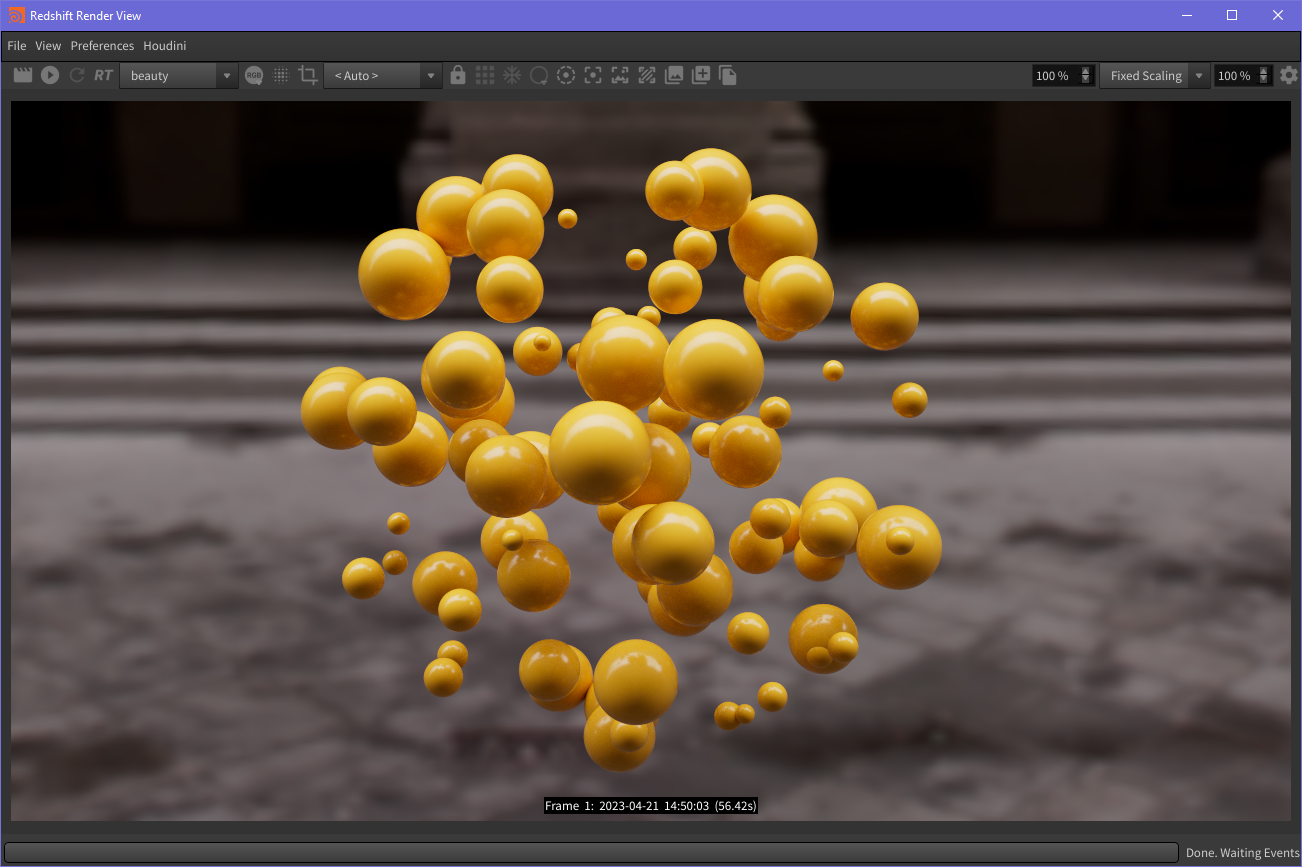 Redshift Render View
File View Preferences Houdini
RT beauty RGB < Auto > 100 % Fixed Scaling 100 %
Frame 1: 2023-04-21 14:50:03 (56.42s)
Done. Waiting Events